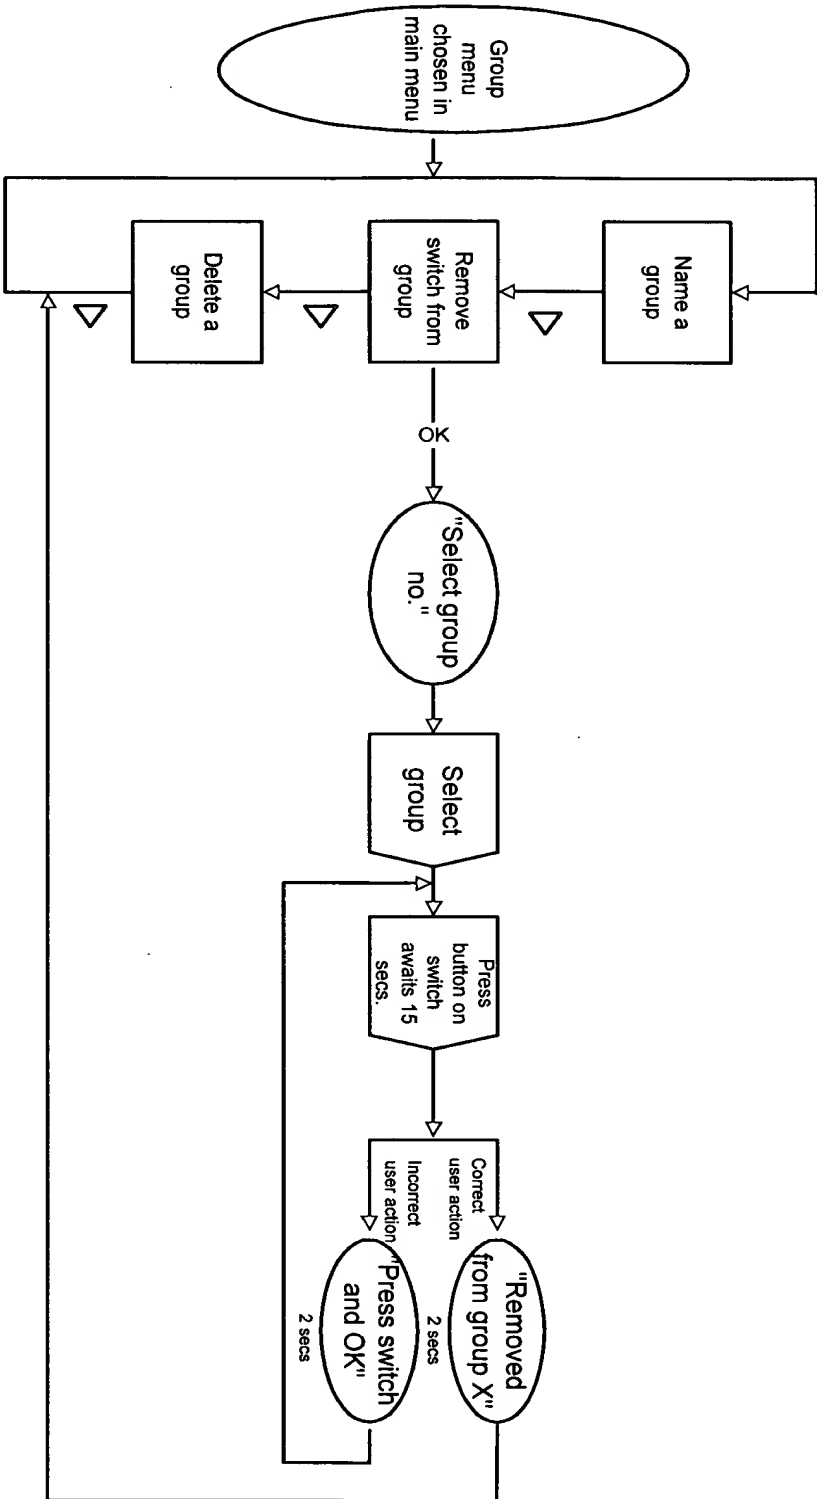 Group
menu
chosen in
main menu
Name a
group
Remove
switch from
group
Delete a
group
OK
"Select group
no."
Select
group
Press
button on
switch
awaits 15
secs.
Correct
user action
Incorrect
user action
"Removed
from group X"
2 secs
"Press switch
and OK"
2 secs